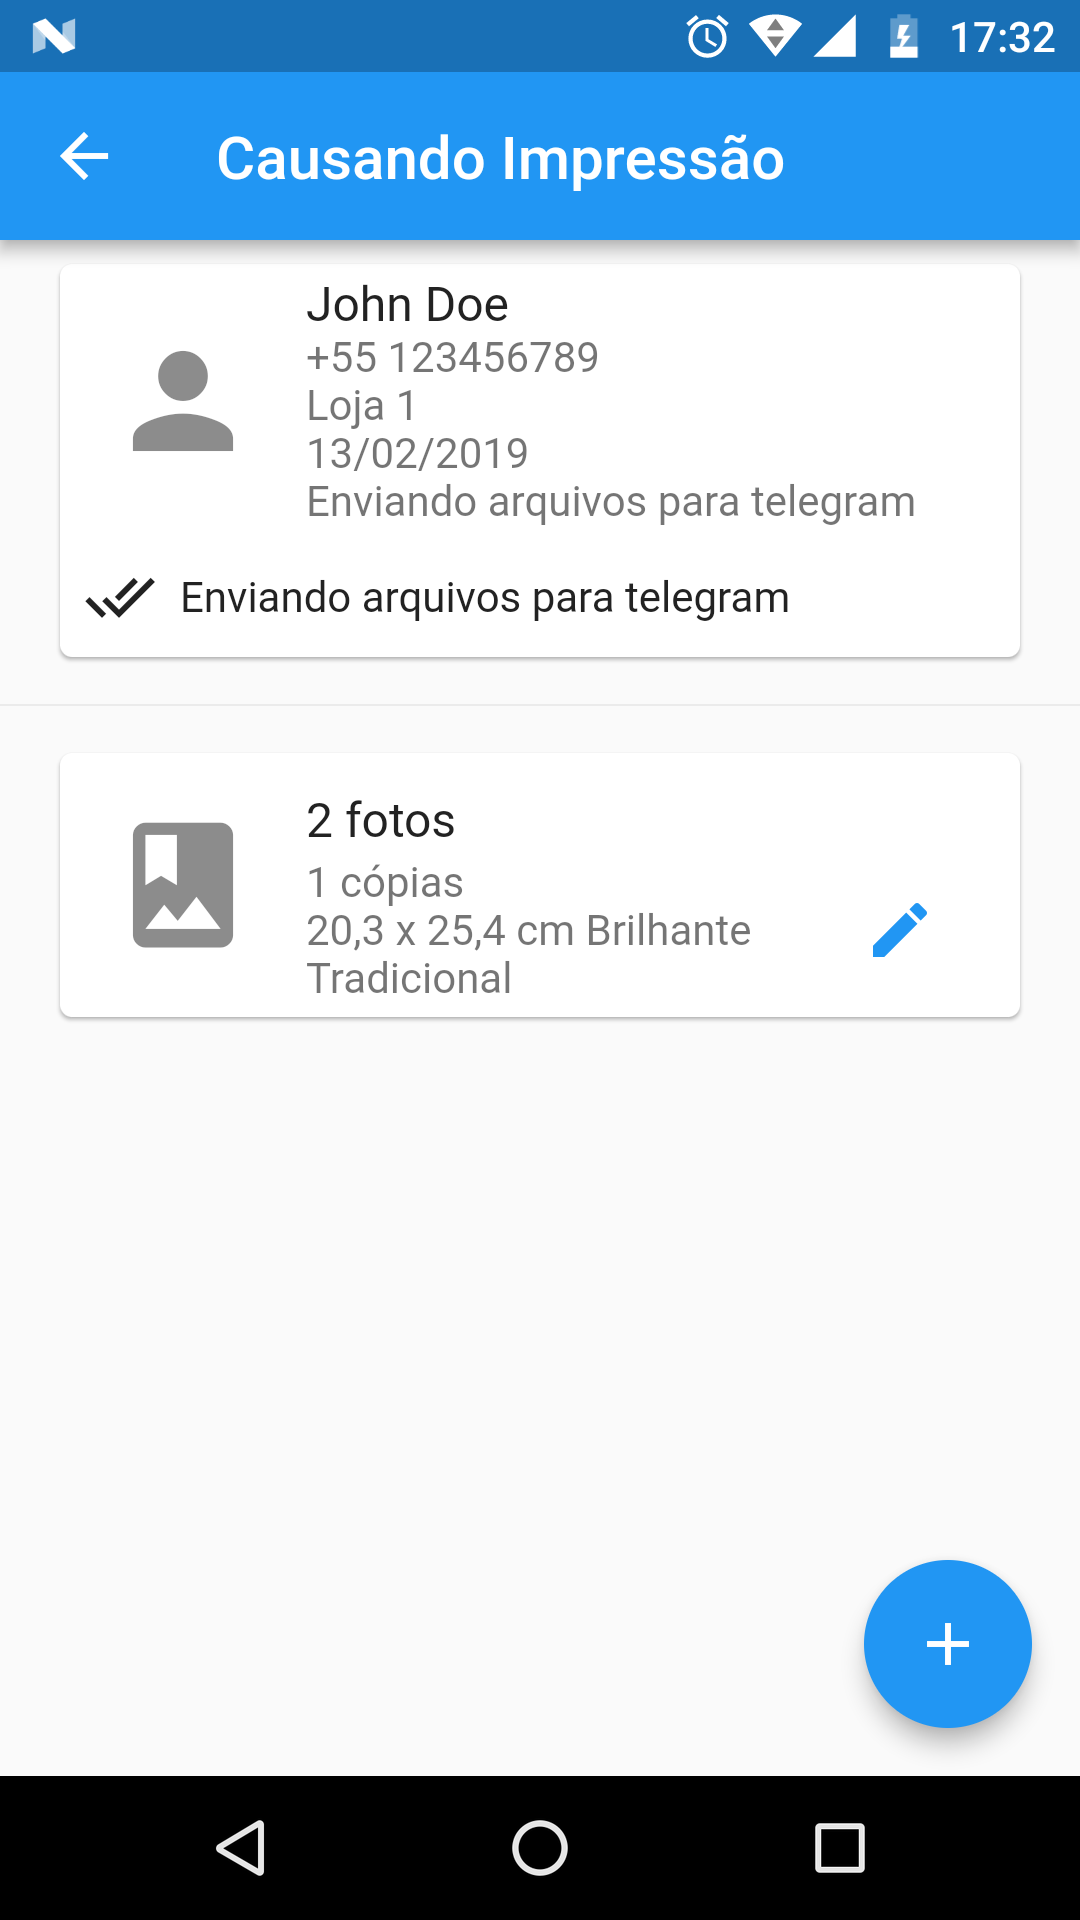 17:32
Causando Impressão
John Doe
+55 123456789
Loja 1
13/02/2019
Enviando arquivos para telegram
Enviando arquivos para telegram
2 fotos
1 cópias
20,3 x 25,4 cm Brilhante
Tradicional